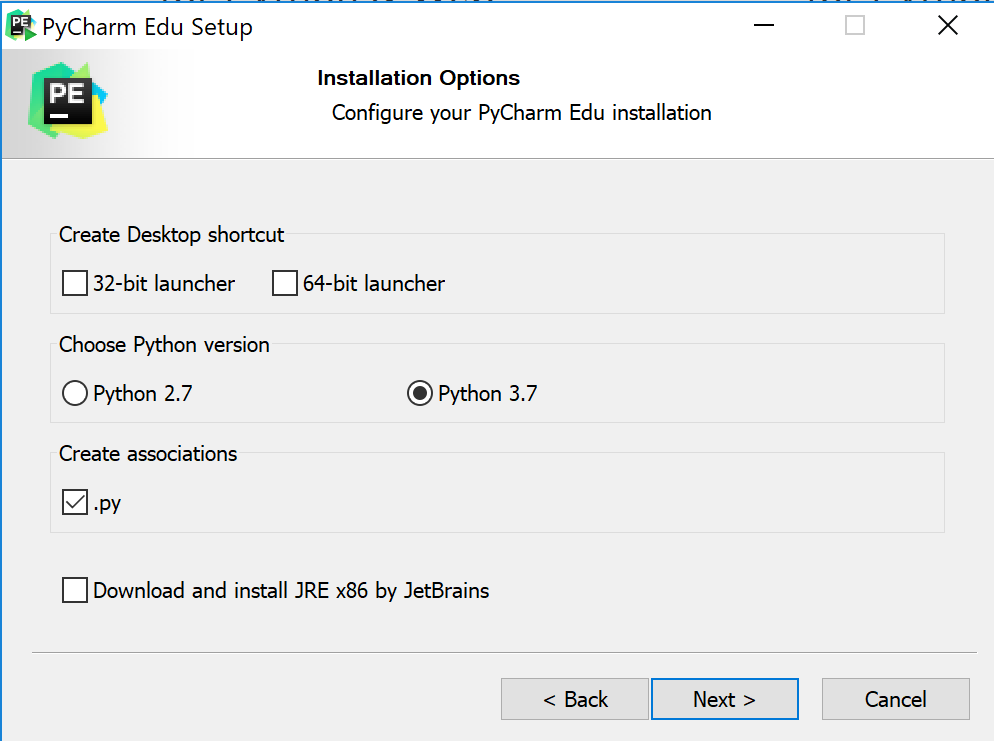 PE PyCharm Edu Setup
PE
Installation Options
Configure your PyCharm Edu installation
Create Desktop shortcut
32-bit launcher 64-bit launcher
Choose Python version
Python 2.7 Python 3.7
Create associations
.py
Download and install JRE x86 by JetBrains
< Back Next > Cancel